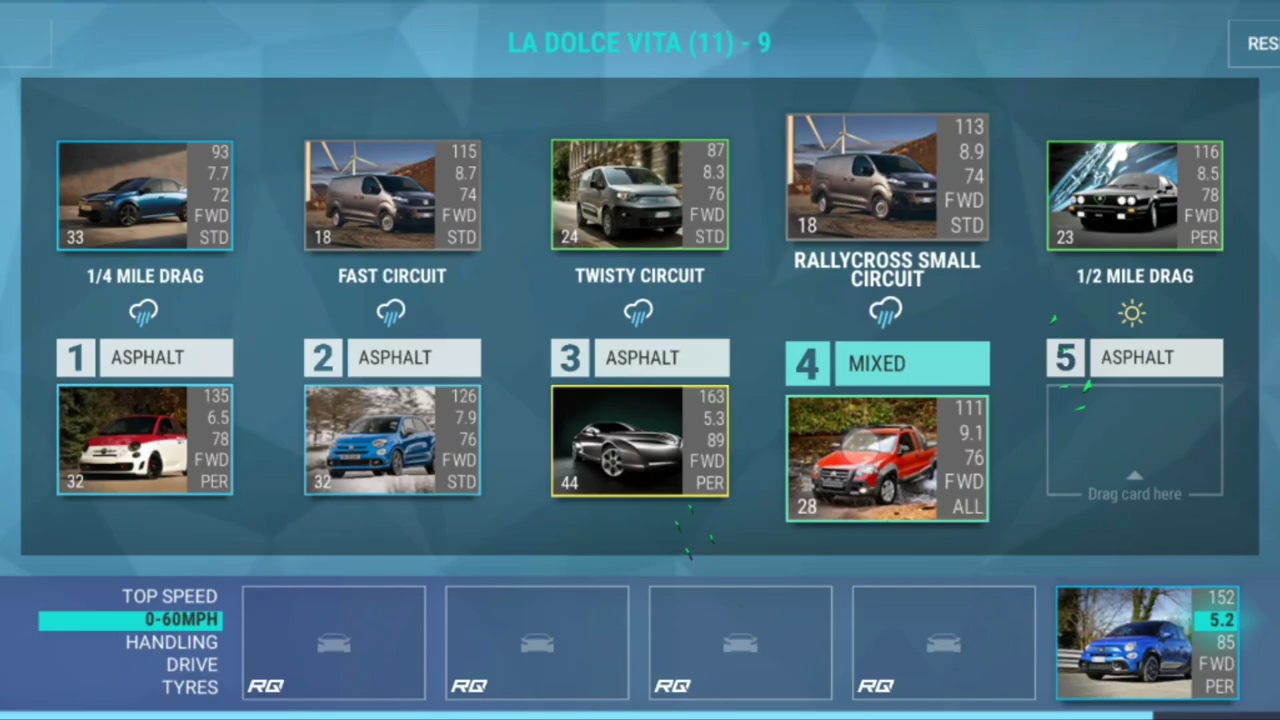 LA DOLCE VITA (11) - 9
RES
93
7.7
72
FWD
STD
33
115
8.7
74
FWD
STD
18
87
8.3
76
FWD
STD
24
113
8.9
74
FWD
STD
18
116
8.5
78
FWD
PER
23
1/4 MILE DRAG
FAST CIRCUIT
TWISTY CIRCUIT
RALLYCROSS SMALL
CIRCUIT
1/2 MILE DRAG
1 ASPHALT
2 ASPHALT
3 ASPHALT
4 MIXED
5 ASPHALT
135
6.5
78
FWD
PER
32
126
7.9
76
FWD
STD
32
163
5.3
89
FWD
PER
44
111
9.1
76
FWD
ALL
28
Drag card here
TOP SPEED
0-60MPH
HANDLING
DRIVE
TYRES
RQ
RQ
RQ
RQ
152
5.2
85
FWD
PER